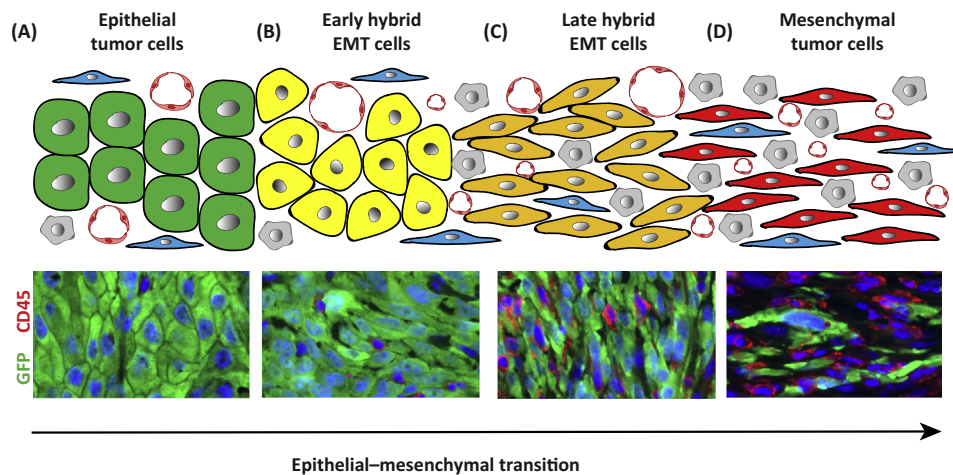 (A) Epithelial tumor cells
(B) Early hybrid EMT cells
(C) Late hybrid EMT cells
(D) Mesenchymal tumor cells
GFP CD45
Epithelial–mesenchymal transition